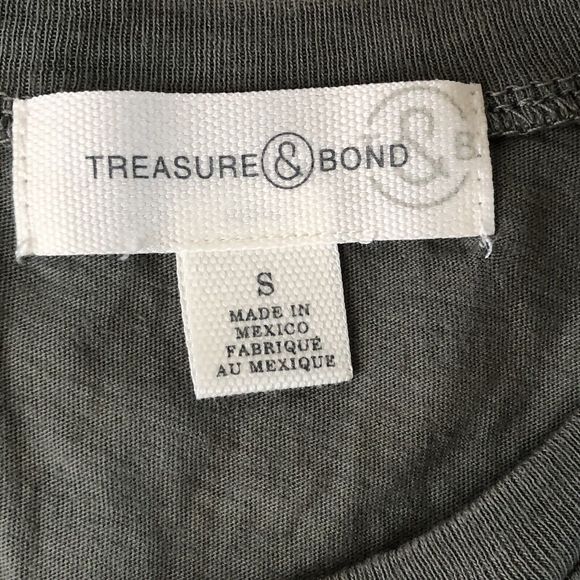 TREASURE & BOND
T & B.
S
MADE IN
MEXICO
FABRIQUÉ
AU MEXIQUE